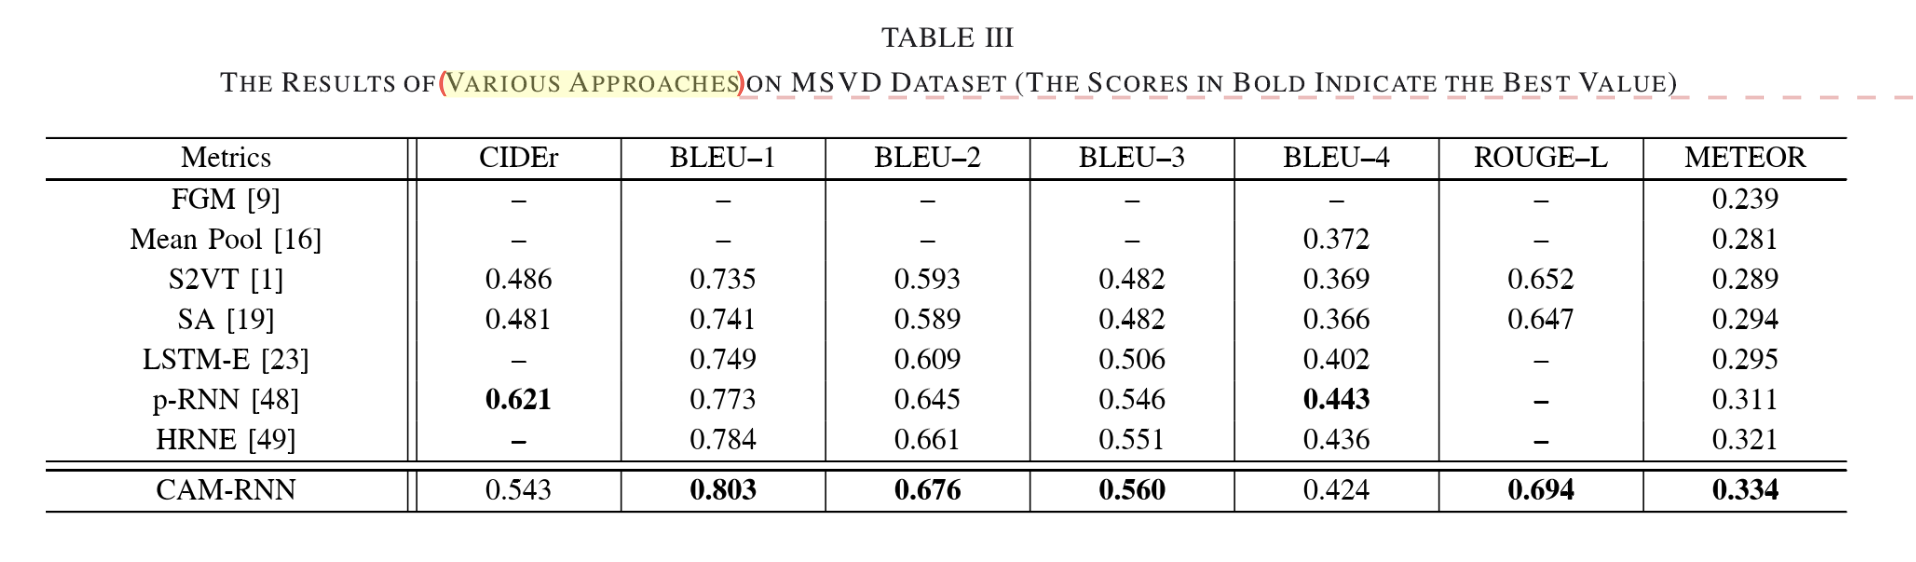 TABLE III
THE RESULTS OF (VARIOUS APPROACHES) ON MSVD DATASET (THE SCORES IN BOLD INDICATE THE BEST VALUE)
Metrics CIDEr BLEU–1 BLEU–2 BLEU–3 BLEU–4 ROUGE–L METEOR
FGM [9] – – – – – – 0.239
Mean Pool [16] – – – – 0.372 – 0.281
S2VT [1] 0.486 0.735 0.593 0.482 0.369 0.652 0.289
SA [19] 0.481 0.741 0.589 0.482 0.366 0.647 0.294
LSTM-E [23] – 0.749 0.609 0.506 0.402 – 0.295
p-RNN [48] 0.621 0.773 0.645 0.546 0.443 – 0.311
HRNE [49] – 0.784 0.661 0.551 0.436 – 0.321
CAM-RNN 0.543 0.803 0.676 0.560 0.424 0.694 0.334